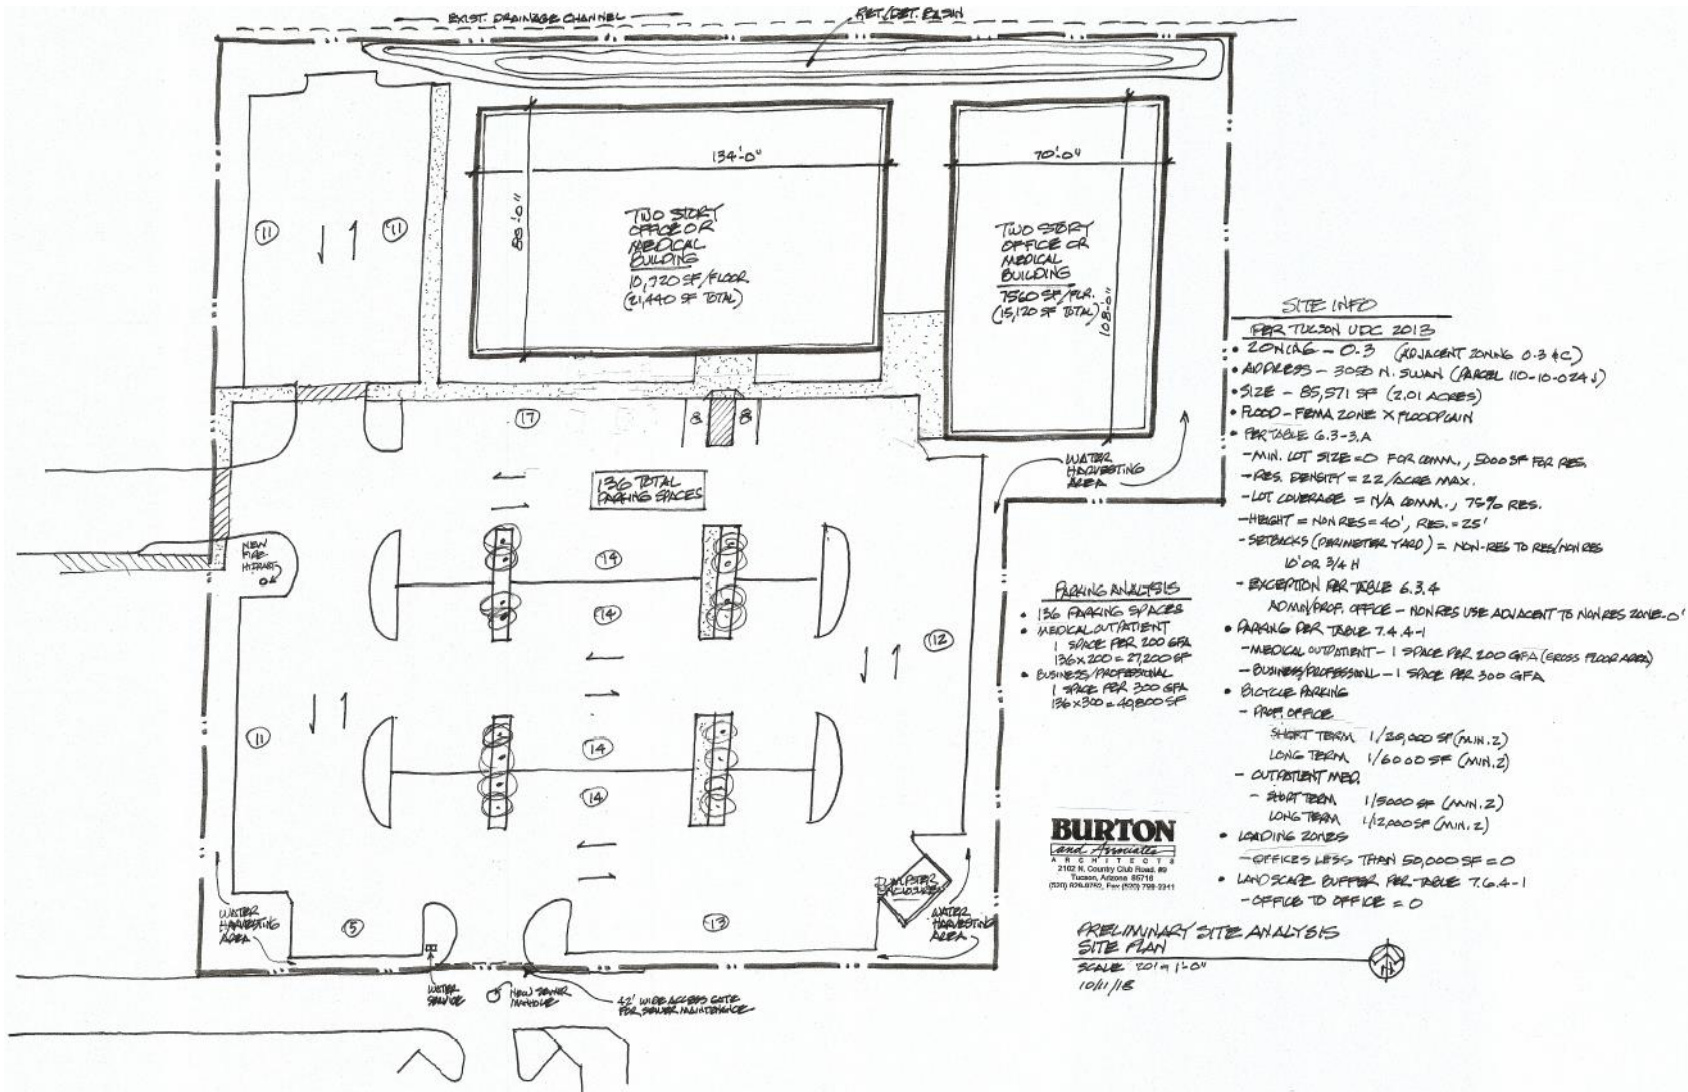 EXIST. DRAINAGE CHANNEL
RET./DET. BASIN
134'-0"
70'-0"
108'-0"
TWO STORY
OFFICE OR
MEDICAL
BUILDING
10,720 SF/FLOOR
(21,440 SF TOTAL)
TWO STORY
OFFICE OR
MEDICAL
BUILDING
7560 SF/FLR.
(15,120 SF TOTAL)
11
11
17
8
8
136 TOTAL
PARKING SPACES
WATER
HARVESTING
AREA
NEW
FIRE
HYDRANT
14
14
12
11
14
14
5
13
WATER
HARVESTING
AREA
DUMPSTER
ENCLOSURE
WATER
HARVESTING
AREA
WATER
SERVICE
NEW SEWER
MANHOLE
42' WIDE ACCESS GATE
FOR SEWER MAINTENANCE
PARKING ANALYSIS
• 136 PARKING SPACES
• MEDICAL OUTPATIENT
1 SPACE PER 200 GFA
136x200 = 27,200 SF
• BUSINESS/PROFESSIONAL
1 SPACE PER 300 GFA
136x300 = 40,800 SF
SITE INFO
PER TUCSON UDC 2013
• ZONING - 0.3 (ADJACENT ZONING 0.3 & C)
• ADDRESS - 3050 N. SWAN (PARCEL 110-10-024
• SIZE - 85,571 SF (2.01 ACRES)
• FLOOD - FEMA ZONE X FLOODPLAIN
• PER TABLE 6.3-3.A
- MIN. LOT SIZE = 0 FOR COMM., 5000 SF FOR RES.
- RES. DENSITY = 22/ACRE MAX.
- LOT COVERAGE = N/A COMM., 75% RES.
- HEIGHT = NON RES = 40', RES. = 25'
- SETBACKS (PERIMETER YARD) = NON-RES TO RES/NON RES
10' OR 3/4 H
- EXCEPTION PER TABLE 6.3.4
ADMIN/PROF. OFFICE - NONRES USE ADJACENT TO NONRES ZONE-0'
• PARKING PER TABLE 7.4.4-1
- MEDICAL OUTPATIENT - 1 SPACE PER 200 GFA (GROSS FLOOR AREA)
- BUSINESS/PROFESSIONAL - 1 SPACE PER 300 GFA
• BICYCLE PARKING
- PROF. OFFICE
SHORT TERM 1/20,000 SF (MIN. 2)
LONG TERM 1/6000 SF (MIN. 2)
- OUTPATIENT MED.
- SHORT TERM 1/5000 SF (MIN. 2)
LONG TERM 1/12,000 SF (MIN. 2)
• LOADING ZONES
- OFFICES LESS THAN 50,000 SF = 0
• LANDSCAPE BUFFER PER TABLE 7.6.4-1
- OFFICE TO OFFICE = 0
BURTON
and Associates
ARCHITECTS
2102 N. Country Club Road. #9
Tucson, Arizona 85716
Fax (520)
PRELIMINARY SITE ANALYSIS
SITE PLAN
SCALE 20' = 1'-0"
10/11/18